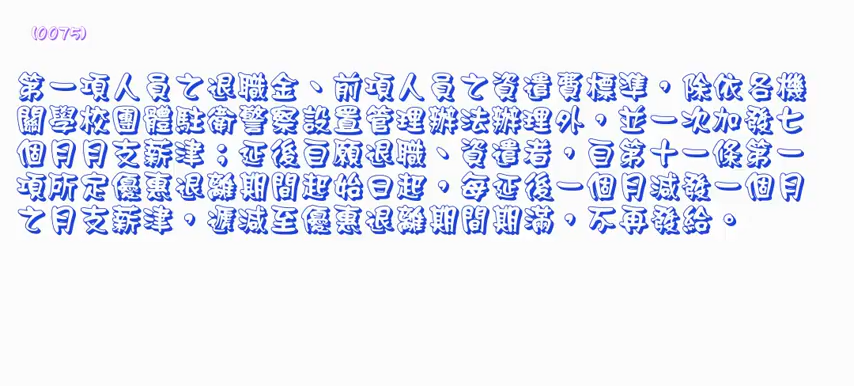 (0075)
第一項人員之退職金、前項人員之資遣費標準，除依各機
關學校團體駐衛警察設置管理辦法辦理外，並一次加發七
個月月支薪津；延後自願退職、資遣者，自第十一條第一
項所定優惠退離期間起始日起，每延後一個月減發一個月
之月支薪津，遞減至優惠退離期間期滿，不再發給。